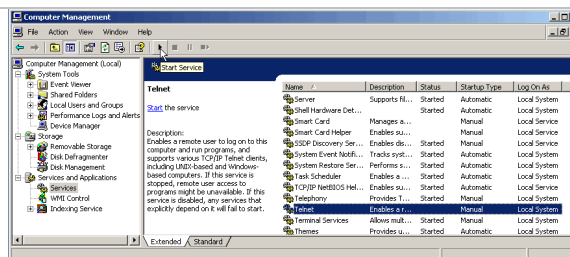 Computer Management
File Action View Window Help
Start Service
Computer Management (Local)
System Tools
Event Viewer
Shared Folders
Local Users and Groups
Performance Logs and Alerts
Device Manager
Storage
Removable Storage
Disk Defragmenter
Disk Management
Services and Applications
Services
WMI Control
Indexing Service
Telnet
Start the service
Description:
Enables a remote user to log on to this
computer and run programs, and
supports various TCP/IP Telnet clients,
including UNIX-based and Windows-
based computers. If this service is
stopped, remote user access to
programs might be unavailable. If this
service is disabled, any services that
explicitly depend on it will fail to start.
Name Description Status Startup Type Log On As
Server Supports fil... Started Automatic Local System
Shell Hardware Det... Started Automatic Local System
Smart Card Manages a... Manual Local Service
Smart Card Helper Enables su... Manual Local Service
SSDP Discovery Ser... Enables dis... Started Manual Local Service
System Event Notifi... Tracks syst... Started Automatic Local System
System Restore Ser... Performs s... Started Automatic Local System
Task Scheduler Enables a ... Started Automatic Local System
TCP/IP NetBIOS Hel... Enables su... Started Automatic Local Service
Telephony Provides T... Started Manual Local System
Telnet Enables a r... Manual Local System
Terminal Services Allows mult... Started Manual Local System
Themes Provides u... Started Automatic Local System
Extended Standard